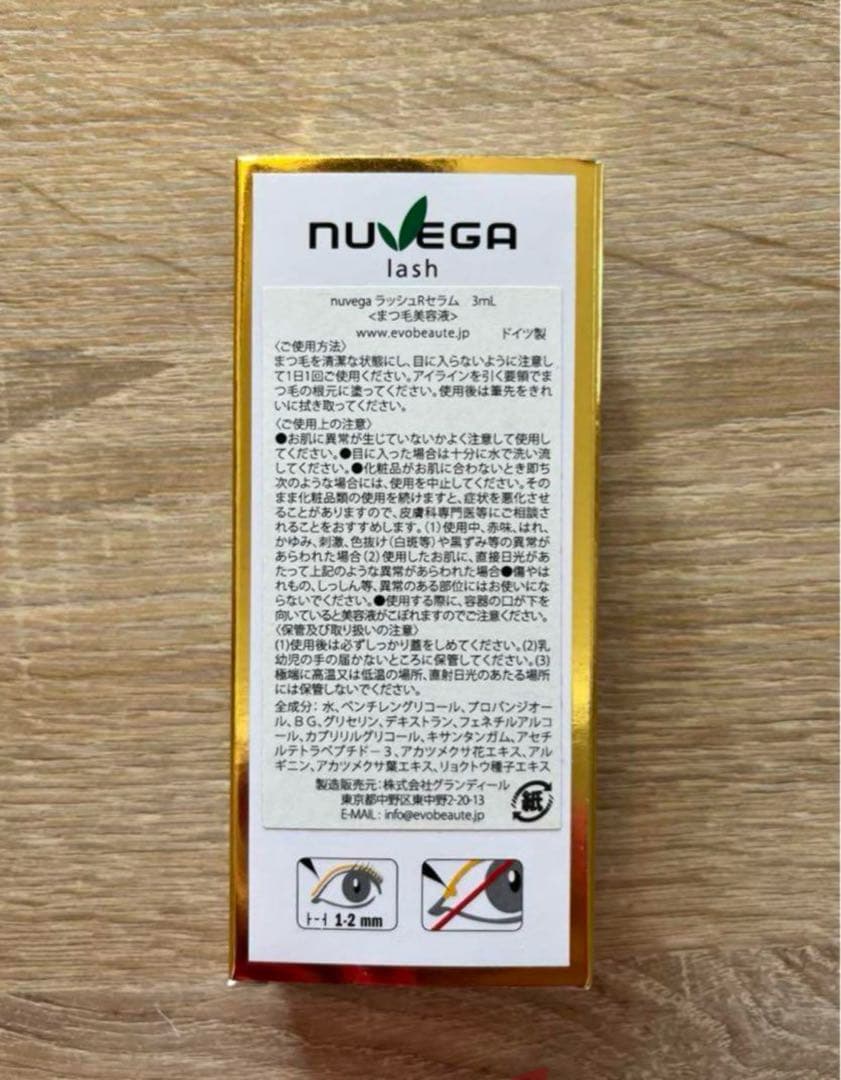 NUVEGA
lash
nuvega ラッシュRセラム　3mL
<まつ毛美容液>
www.evobeaute.jp　ドイツ製
〈ご使用方法〉
まつ毛を清潔な状態にし、目に入らないように注意し
て1日1回ご使用ください。アイラインを引く要領でま
つ毛の根元に塗ってください。使用後は筆先をきれ
いに拭き取ってください。
〈ご使用上の注意〉
●お肌に異常が生じていないかよく注意して使用し
てください。●目に入った場合は十分に水で洗い流
してください。●化粧品がお肌に合わないとき即ち
次のような場合には、使用を中止してください。その
まま化粧品類の使用を続けますと、症状を悪化させ
ることがありますので、皮膚科専門医等にご相談さ
れることをおすすめします。(1)使用中、赤味、はれ、
かゆみ、刺激、色抜け(白斑等)や黒ずみ等の異常が
あらわれた場合(2)使用したお肌に、直接日光があ
たって上記のような異常があらわれた場合●傷やは
れもの、しっしん等、異常のある部位にはお使いにな
らないでください。●使用する際に、容器の口が下を
向いていると美容液がこぼれますのでご注意ください。
〈保管及び取り扱いの注意〉
(1)使用後は必ずしっかり蓋をしめてください。(2)乳
幼児の手の届かないところに保管してください。(3)
極端に高温又は低温の場所、直射日光のあたる場所
には保管しないでください。
全成分：水、ペンチレングリコール、プロパンジオー
ル、ＢＧ、グリセリン、デキストラン、フェネチルアルコ
ール、カプリリルグリコール、キサンタンガム、アセチ
ルテトラペプチド－３、アカツメクサ花エキス、アル
ギニン、アカツメクサ葉エキス、リョクトウ種子エキス
製造販売元：株式会社グランディール
東京都中野区東中野2-20-13
E-MAIL : info@evobeaute.jp
紙
1-2 mm